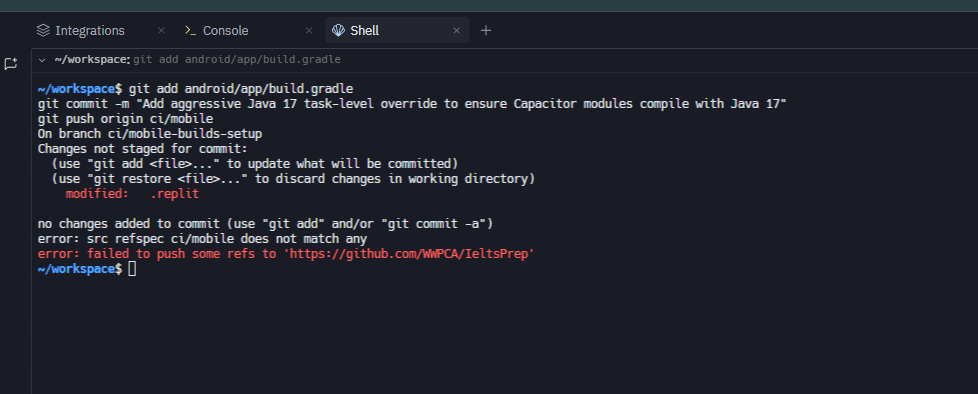 Integrations × Console × Shell × +
~/workspace: git add android/app/build.gradle
~/workspace$ git add android/app/build.gradle
git commit -m "Add aggressive Java 17 task-level override to ensure Capacitor modules compile with Java 17"
git push origin ci/mobile
On branch ci/mobile-builds-setup
Changes not staged for commit:
  (use "git add <file>..." to update what will be committed)
  (use "git restore <file>..." to discard changes in working directory)
    modified:   .replit

no changes added to commit (use "git add" and/or "git commit -a")
error: src refspec ci/mobile does not match any
error: failed to push some refs to 'https://github.com/WWPCA/IeltsPrep'
~/workspace$